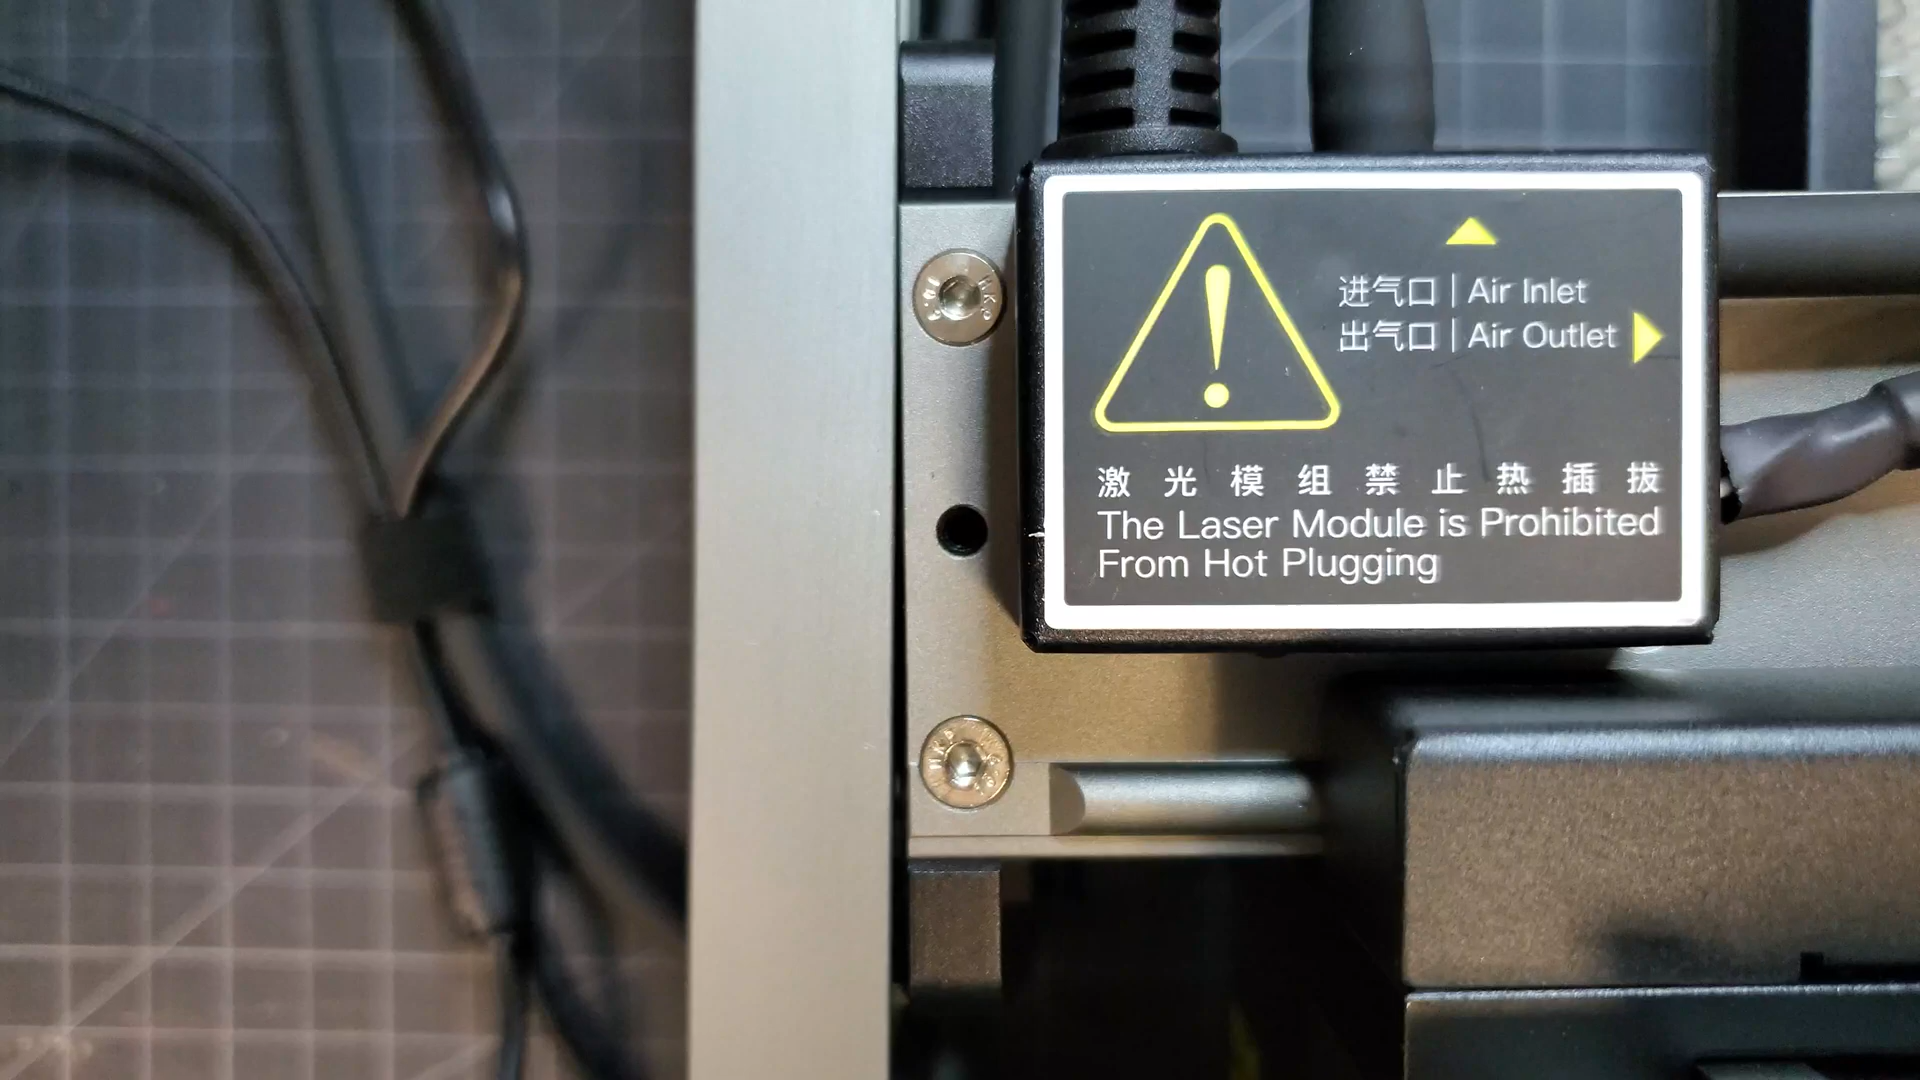 进气口 | Air Inlet
出气口 | Air Outlet
激光模组禁止热插拔
The Laser Module is Prohibited
From Hot Plugging